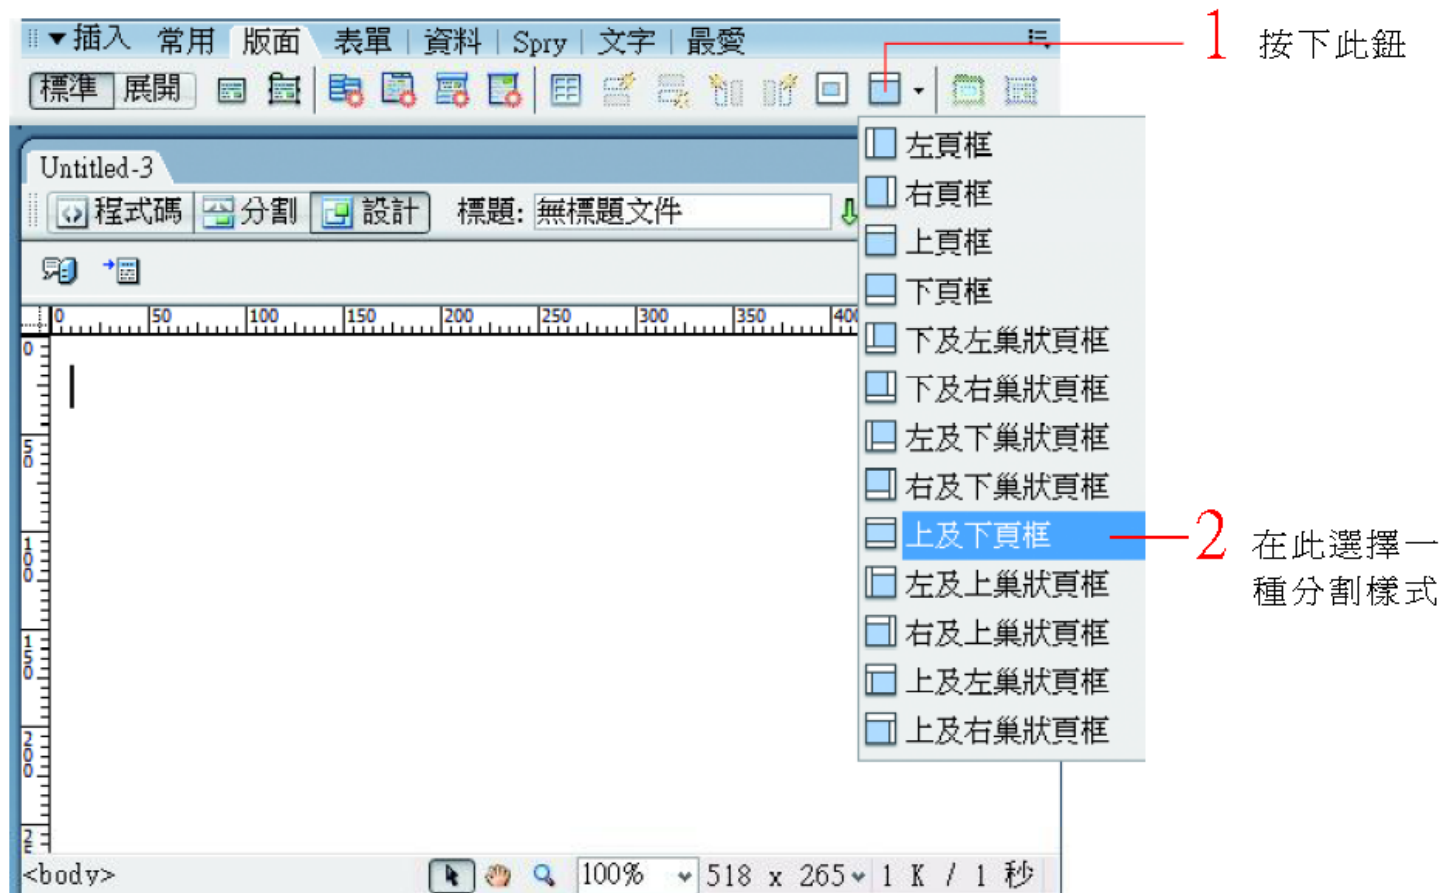 ▼插入 常用 版面 表單 資料 Spry 文字 最愛
1 按下此鈕
標準 展開
左頁框
Untitled-3
右頁框
程式碼 分割 設計 標題: 無標題文件
上頁框
下頁框
0 50 100 150 200 250 300 350 400
下及左巢狀頁框
下及右巢狀頁框
左及下巢狀頁框
右及下巢狀頁框
上及下頁框
2 在此選擇一
種分割樣式
左及上巢狀頁框
右及上巢狀頁框
上及左巢狀頁框
上及右巢狀頁框
0
50
100
150
200
<body> 100% 518 x 265 1 K / 1 秒